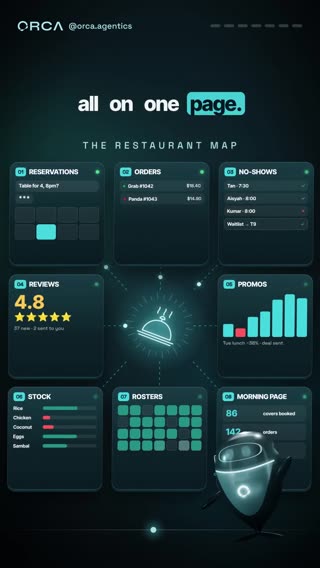 ORCA @orca.agentics
all on one page.
THE RESTAURANT MAP
01 RESERVATIONS
Table for 4, 8pm?
02 ORDERS
Grab #1042 $18.40
Panda #1043 $14.80
03 NO-SHOWS
Tan · 7:30 ✓
Aisyah · 8:00 ✓
Kumar · 8:00 ×
Waitlist → T9 ✓
04 REVIEWS
4.8
37 new · 2 sent to you
05 PROMOS
Tue lunch -38% · deal sent
06 STOCK
Rice
Chicken
Coconut
Eggs
Sambal
07 ROSTERS
08 MORNING PAGE
86 covers booked
142 orders